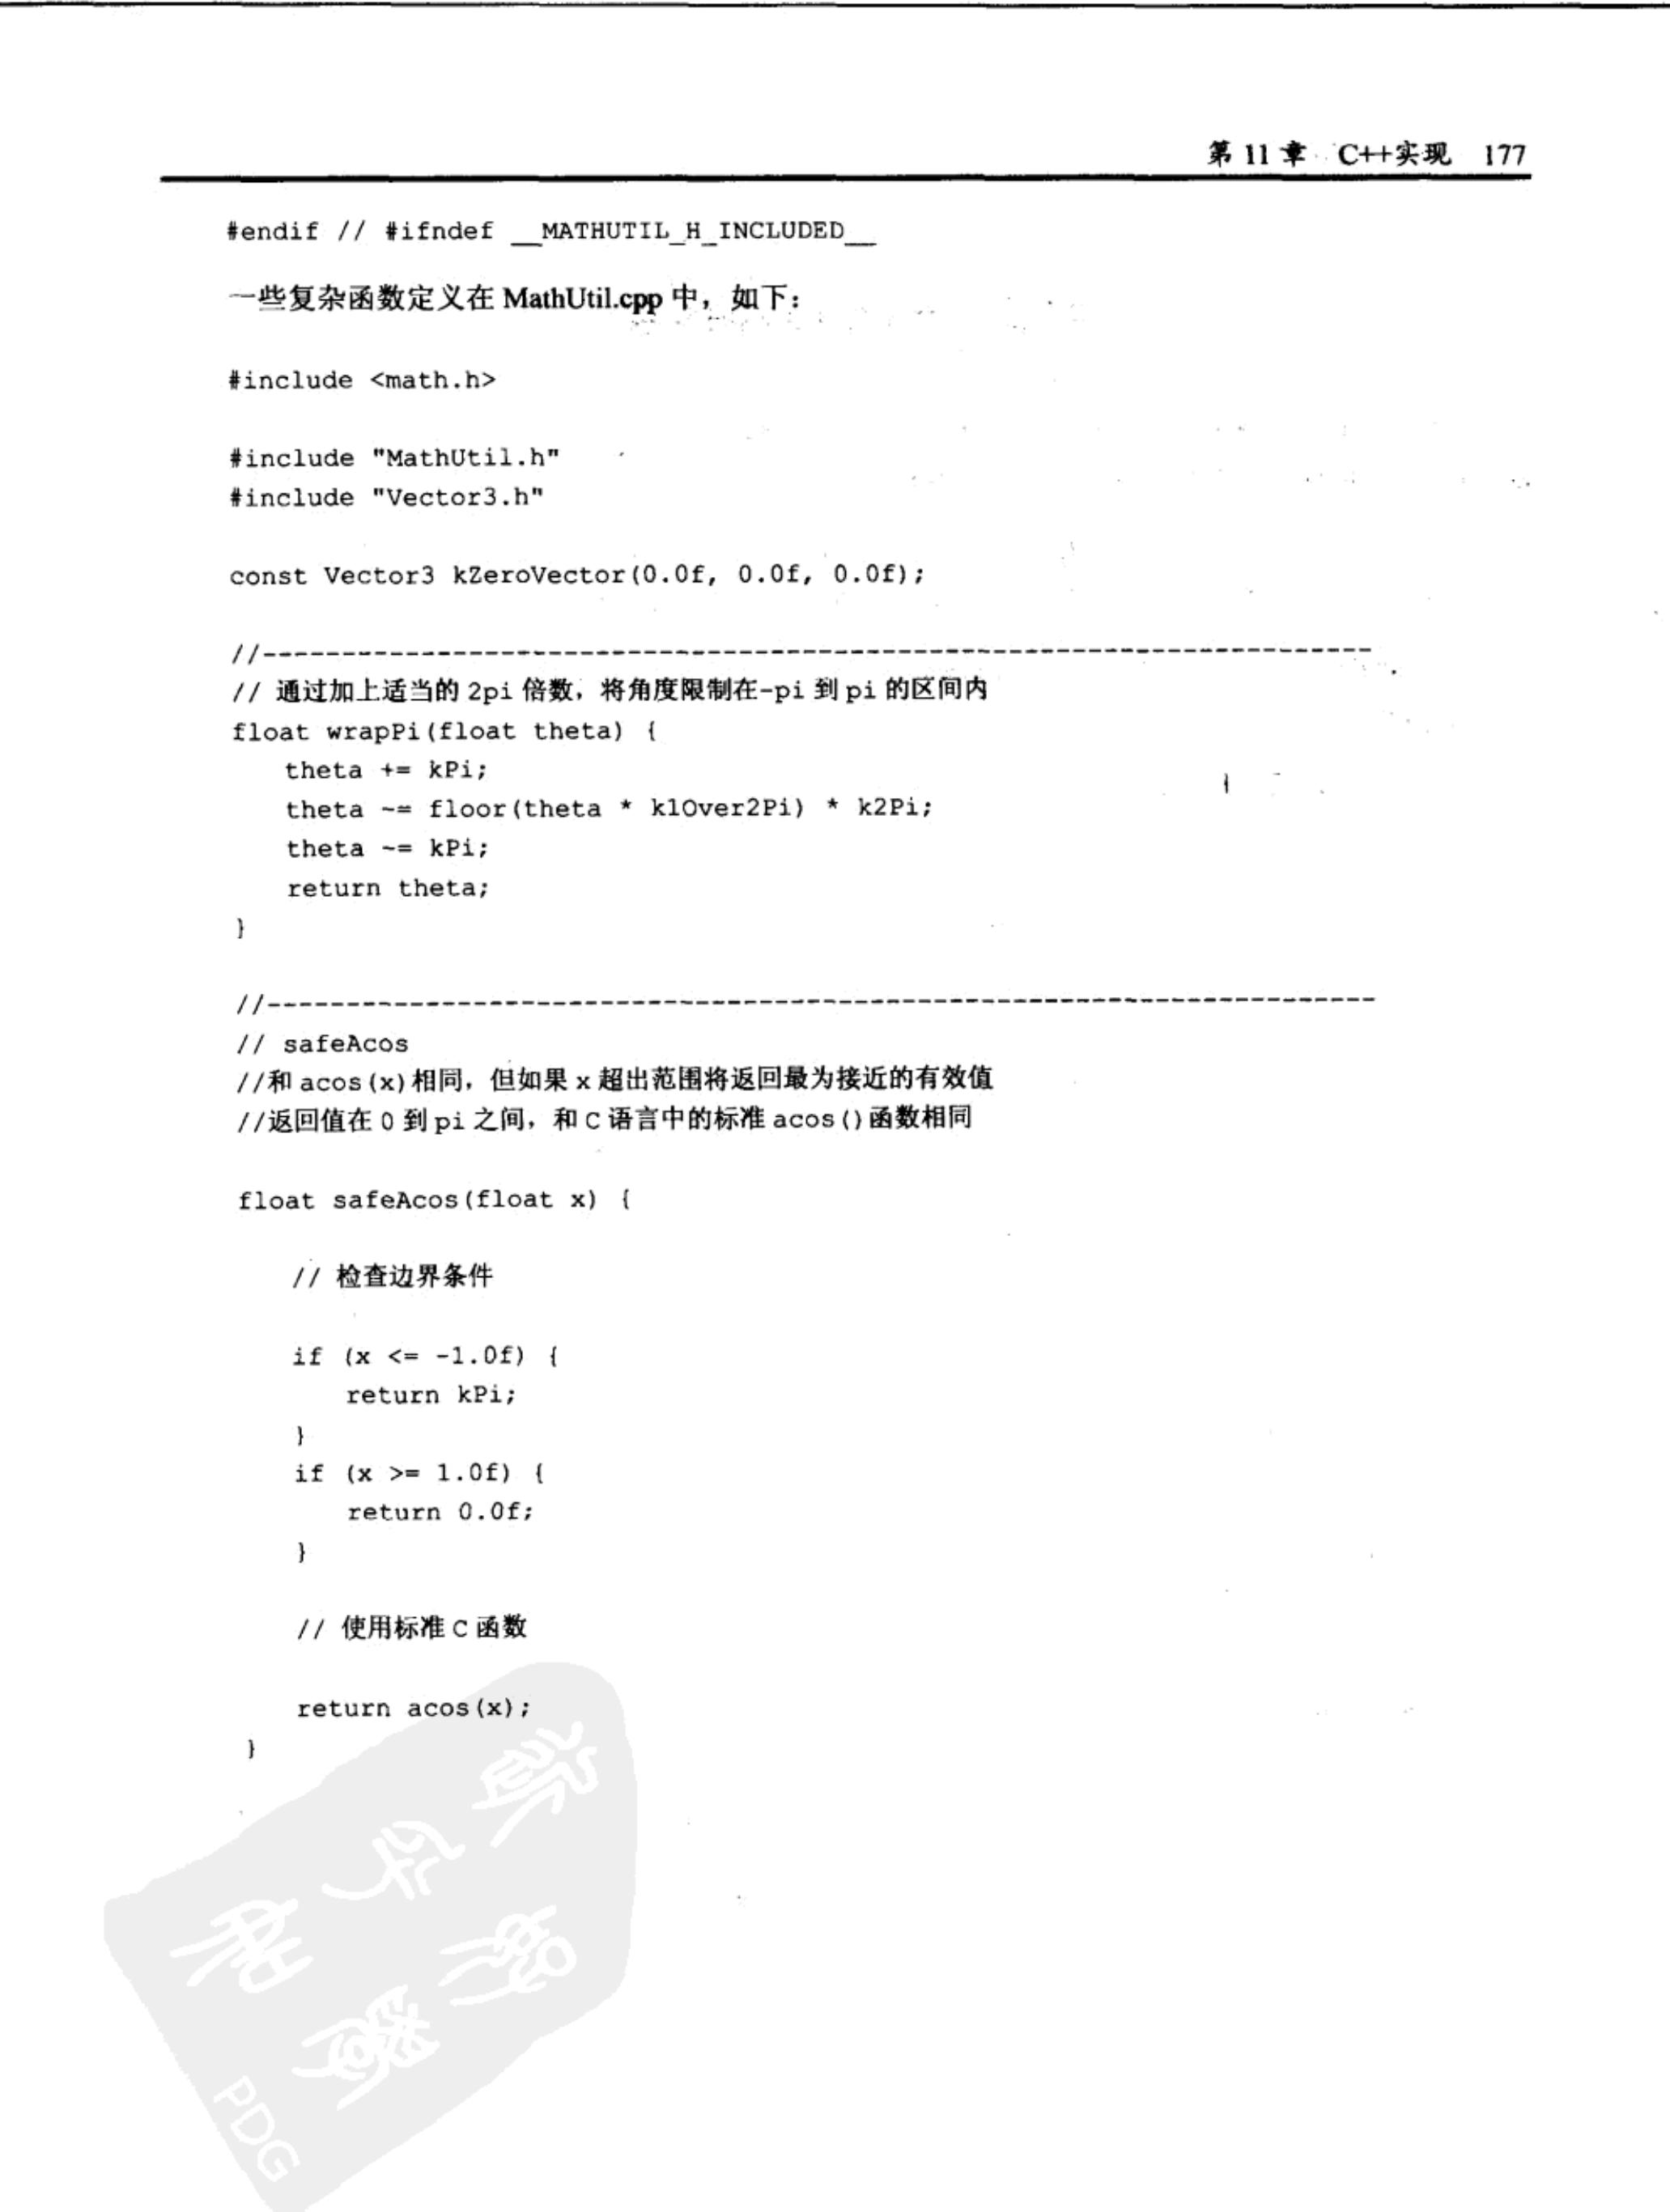 第 11 章 C++实现 177
#endif // #ifndef __MATHUTIL_H_INCLUDED__
一些复杂函数定义在 MathUtil.cpp 中，如下：
#include <math.h>
#include "MathUtil.h"
#include "Vector3.h"
const Vector3 kZeroVector(0.0f, 0.0f, 0.0f);
//----------------------------------------------------------------------
// 通过加上适当的 2pi 倍数，将角度限制在-pi 到 pi 的区间内
float wrapPi(float theta) {
theta += kPi;
theta -= floor(theta * k1Over2Pi) * k2Pi;
theta -= kPi;
return theta;
}
//----------------------------------------------------------------------
// safeAcos
//和 acos(x)相同，但如果 x 超出范围将返回最为接近的有效值
//返回值在 0 到 pi 之间，和 C 语言中的标准 acos()函数相同
float safeAcos(float x) {
// 检查边界条件
if (x <= -1.0f) {
return kPi;
}
if (x >= 1.0f) {
return 0.0f;
}
// 使用标准 C 函数
return acos(x);
}
PDG